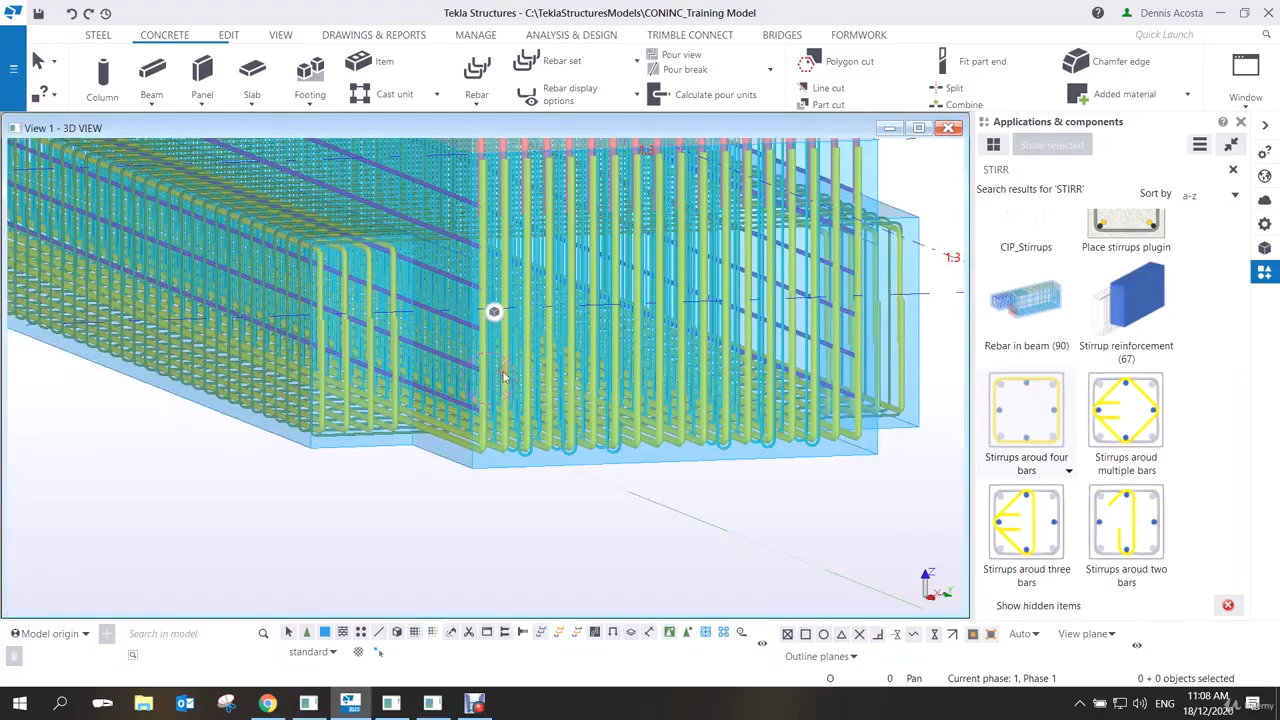 Tekla Structures - C:\TeklaStructuresModels\CONINC_Training Model
Dennis Acosta
STEEL CONCRETE EDIT VIEW DRAWINGS & REPORTS MANAGE ANALYSIS & DESIGN TRIMBLE CONNECT BRIDGES FORMWORK Quick Launch
Column
Beam
Panel
Slab
Footing
Item
Cast unit
Rebar
Rebar set
Rebar display
options
Pour view
Pour break
Calculate pour units
Polygon cut
Line cut
Part cut
Fit part end
Split
Combine
Chamfer edge
Added material
Window
View 1 - 3D VIEW
1.3
1.3
Z
Applications & components
Show selected
STIRR
Search results for 'STIRR'
Sort by a-z
CIP_Stirrups
Place stirrups plugin
Rebar in beam (90)
Stirrup reinforcement
(67)
Stirrups aroud four
bars
Stirrups aroud
multiple bars
Stirrups aroud three
bars
Stirrups aroud two
bars
Show hidden items
Model origin
Search in model
standard
Auto
View plane
Outline planes
O 0 Pan Current phase: 1, Phase 1 0 + 0 objects selected
2020
ENG
11:08 AM
18/12/2020
Udemy